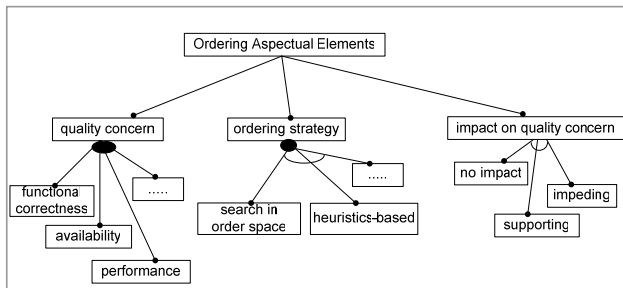 Ordering Aspectual Elements
quality concern
ordering strategy
impact on quality concern
functional
correctness
availability
performance
.....
search in
order space
heuristics-based
.....
no impact
supporting
impeding